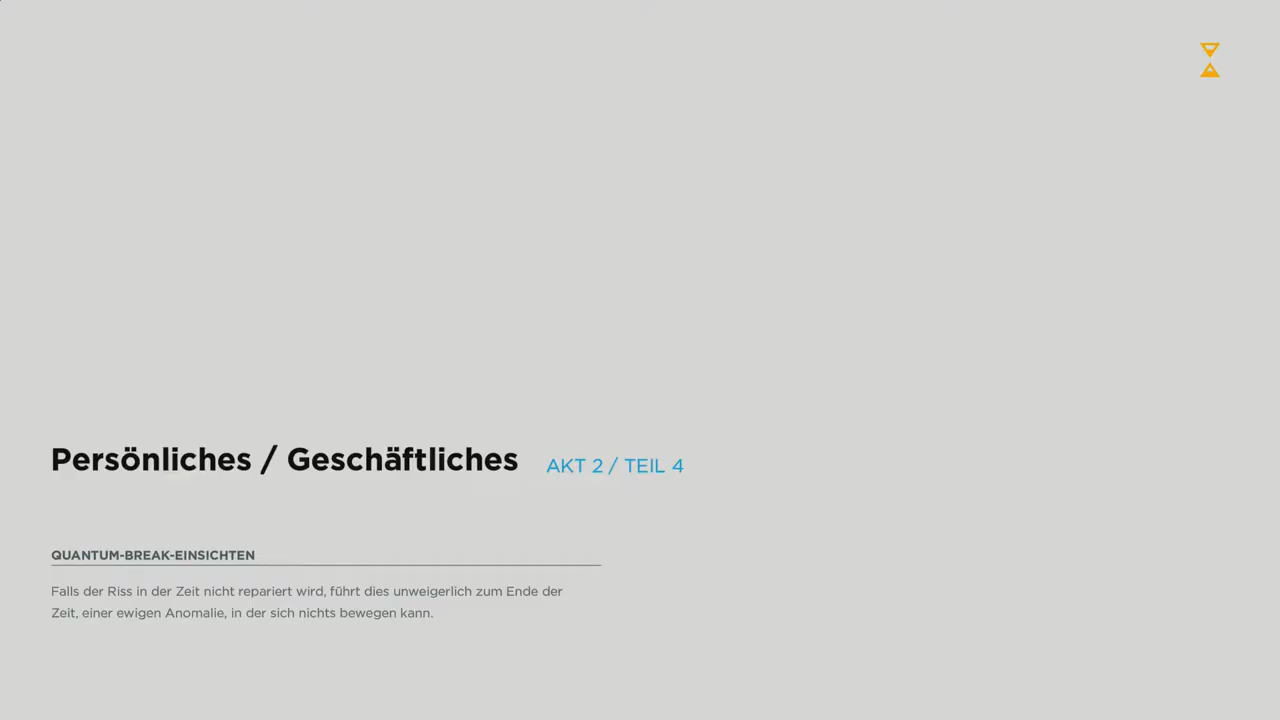 Persönliches / Geschäftliches AKT 2 / TEIL 4
QUANTUM-BREAK-EINSICHTEN
Falls der Riss in der Zeit nicht repariert wird, führt dies unweigerlich zum Ende der
Zeit, einer ewigen Anomalie, in der sich nichts bewegen kann.